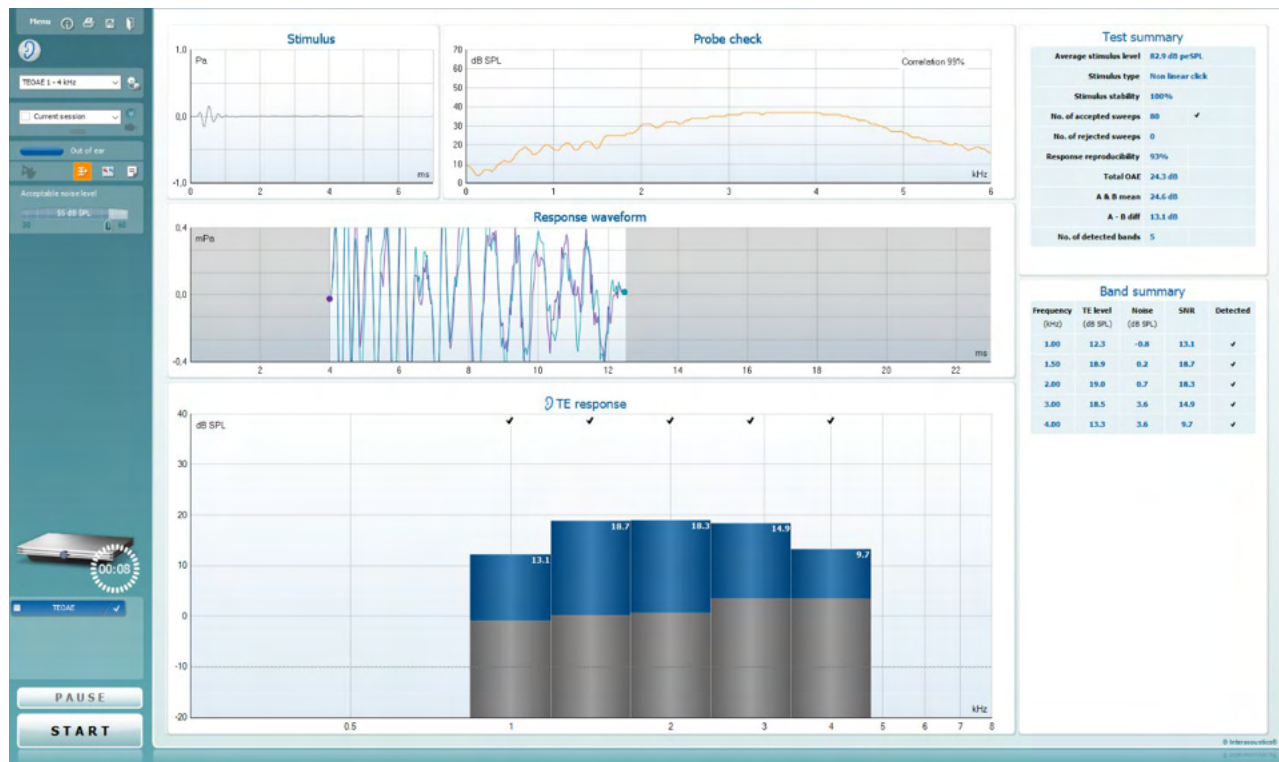 Menu
TEOAE 1 - 4 kHz
Current session
Out of ear
Acceptable noise level
55 dB SPL
00:08
TEOAE
PAUSE
START
Stimulus
1,0
Pa
0,0
-1,0
0 2 4 6
ms
Probe check
70
dB SPL
Correlation 99%
60
50
40
30
20
10
0
0 1 2 3 4 5 6
kHz
Response waveform
0,4
mPa
0,0
-0,4
2 4 6 8 10 12 14 16 18 20 22
ms
TE response
40
dB SPL
30
20
18.7 18.3 14.9
13.1 9.7
10
0
-10
-20
kHz
0.5 1 2 3 4 5 6 7 8
Test summary
Average stimulus level 82.9 dB peSPL
Stimulus type Non linear click
Stimulus stability 100%
No. of accepted sweeps 80
No. of rejected sweeps 0
Response reproducibility 93%
Total OAE 24.3 dB
A & B mean 24.6 dB
A - B diff 13.1 dB
No. of detected bands 5
Band summary
Frequency TE level Noise SNR Detected
(kHz) (dB SPL) (dB SPL)
1.00 12.3 -0.8 13.1
1.50 18.9 0.2 18.7
2.00 19.0 0.7 18.3
3.00 18.5 3.6 14.9
4.00 13.3 3.6 9.7